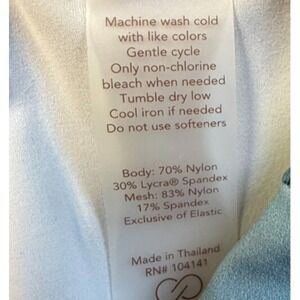 Machine wash cold
with like colors
Gentle cycle
Only non-chlorine
bleach when needed
Tumble dry low
Cool iron if needed
Do not use softeners
Body: 70% Nylon
30% Lycra® Spandex
Mesh: 83% Nylon
17% Spandex
Exclusive of Elastic
Made in Thailand
RN# 104141